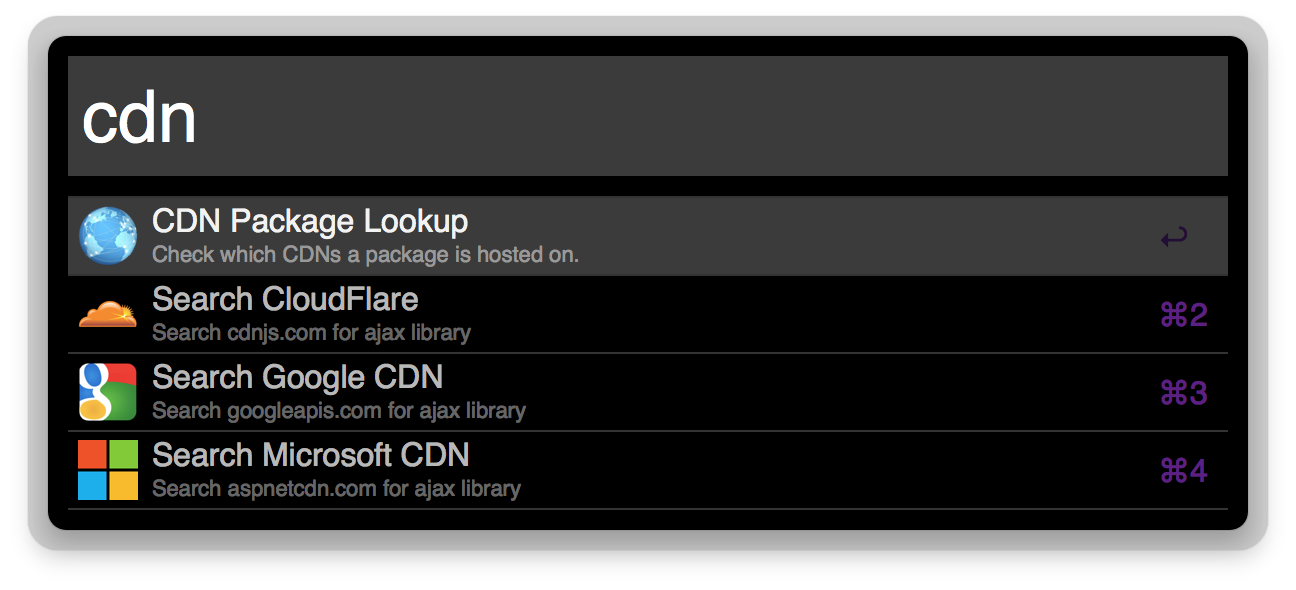 cdn
CDN Package Lookup
Check which CDNs a package is hosted on.
↩
Search CloudFlare
Search cdnjs.com for ajax library
⌘2
Search Google CDN
Search googleapis.com for ajax library
⌘3
Search Microsoft CDN
Search aspnetcdn.com for ajax library
⌘4